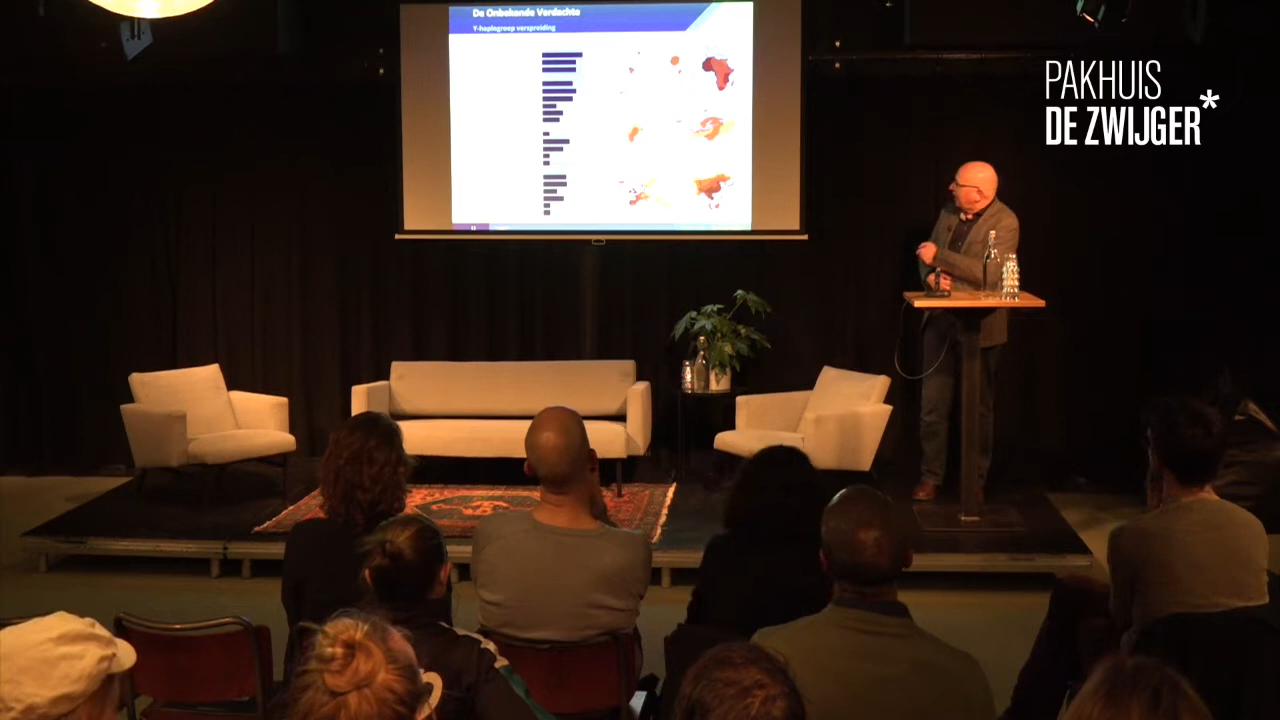 De Onbekende Verdachte
Y-haplogroep verspreiding
PAKHUIS
DE ZWIJGER*